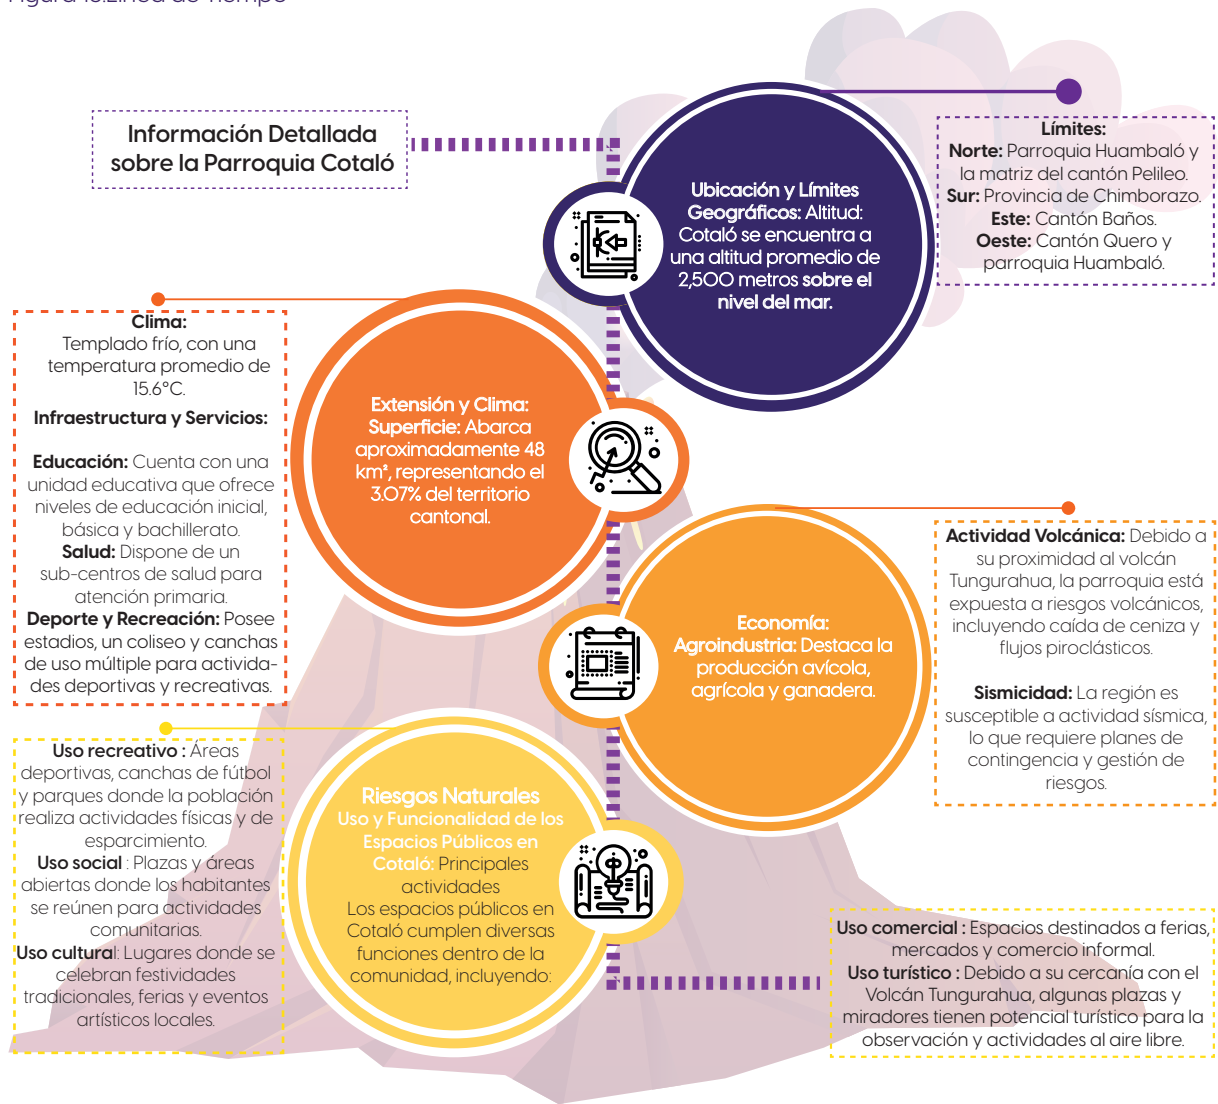 Información Detallada
sobre la Parroquia Cotaló
Ubicación y Límites
Geográficos: Altitud:
Cotaló se encuentra a
una altitud promedio de
2,500 metros sobre el
nivel del mar.
Límites:
Norte: Parroquia Huambaló y
la matriz del cantón Pelileo.
Sur: Provincia de Chimborazo.
Este: Cantón Baños.
Oeste: Cantón Quero y
parroquia Huambaló.
Clima:
Templado frío, con una
temperatura promedio de
15.6°C.
Infraestructura y Servicios:
Educación: Cuenta con una
unidad educativa que ofrece
niveles de educación inicial,
básica y bachillerato.
Salud: Dispone de un
sub-centros de salud para
atención primaria.
Deporte y Recreación: Posee
estadios, un coliseo y canchas
de uso múltiple para activida-
des deportivas y recreativas.
Extensión y Clima:
Superficie: Abarca
aproximadamente 48
km², representando el
3.07% del territorio
cantonal.
Economía:
Agroindustria: Destaca la
producción avícola,
agrícola y ganadera.
Actividad Volcánica: Debido a
su proximidad al volcán
Tungurahua, la parroquia está
expuesta a riesgos volcánicos,
incluyendo caída de ceniza y
flujos piroclásticos.
Sismicidad: La región es
susceptible a actividad sísmica,
lo que requiere planes de
contingencia y gestión de
riesgos.
Uso recreativo : Áreas
deportivas, canchas de fútbol
y parques donde la población
realiza actividades físicas y de
esparcimiento.
Uso social : Plazas y áreas
abiertas donde los habitantes
se reúnen para actividades
comunitarias.
Uso cultural: Lugares donde se
celebran festividades
tradicionales, ferias y eventos
artísticos locales.
Riesgos Naturales
Uso y Funcionalidad de los
Espacios Públicos en
Cotaló: Principales
actividades
Los espacios públicos en
Cotaló cumplen diversas
funciones dentro de la
comunidad, incluyendo:
Uso comercial : Espacios destinados a ferias,
mercados y comercio informal.
Uso turístico : Debido a su cercanía con el
Volcán Tungurahua, algunas plazas y
miradores tienen potencial turístico para la
observación y actividades al aire libre.